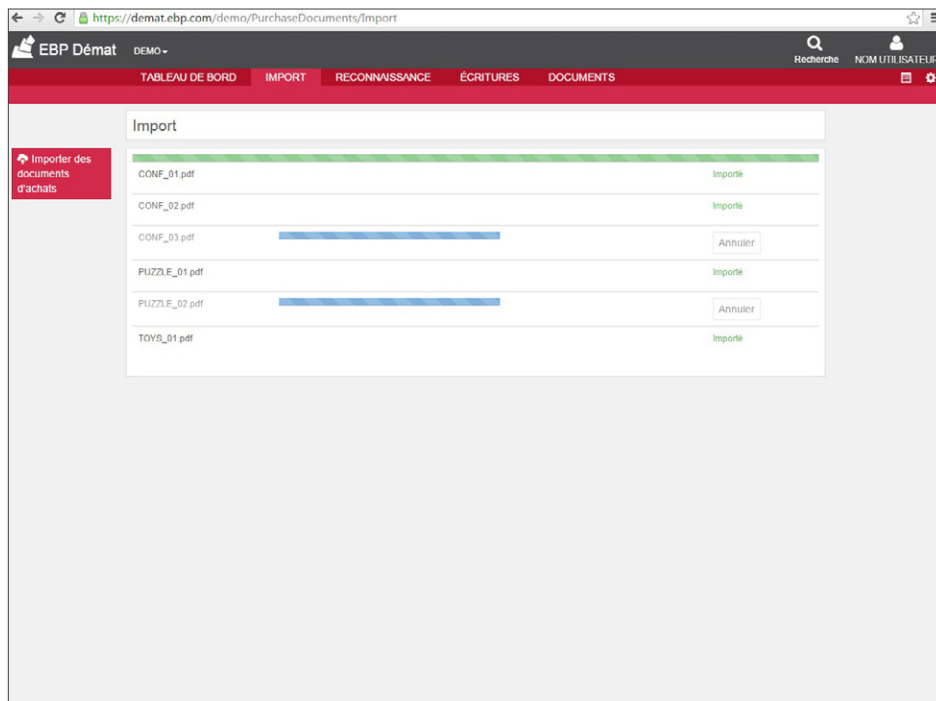 https://demat.ebp.com/demo/PurchaseDocuments/Import
EBP Démat DEMO
Recherche NOM UTILISATEUR
TABLEAU DE BORD IMPORT RECONNAISSANCE ÉCRITURES DOCUMENTS
Import
Importer des
documents
d'achats
CONF_01.pdf Importé
CONF_02.pdf Importé
CONF_03.pdf Annuler
PUZZLE_01.pdf Importé
PUZZLE_02.pdf Annuler
TOYS_01.pdf Importé